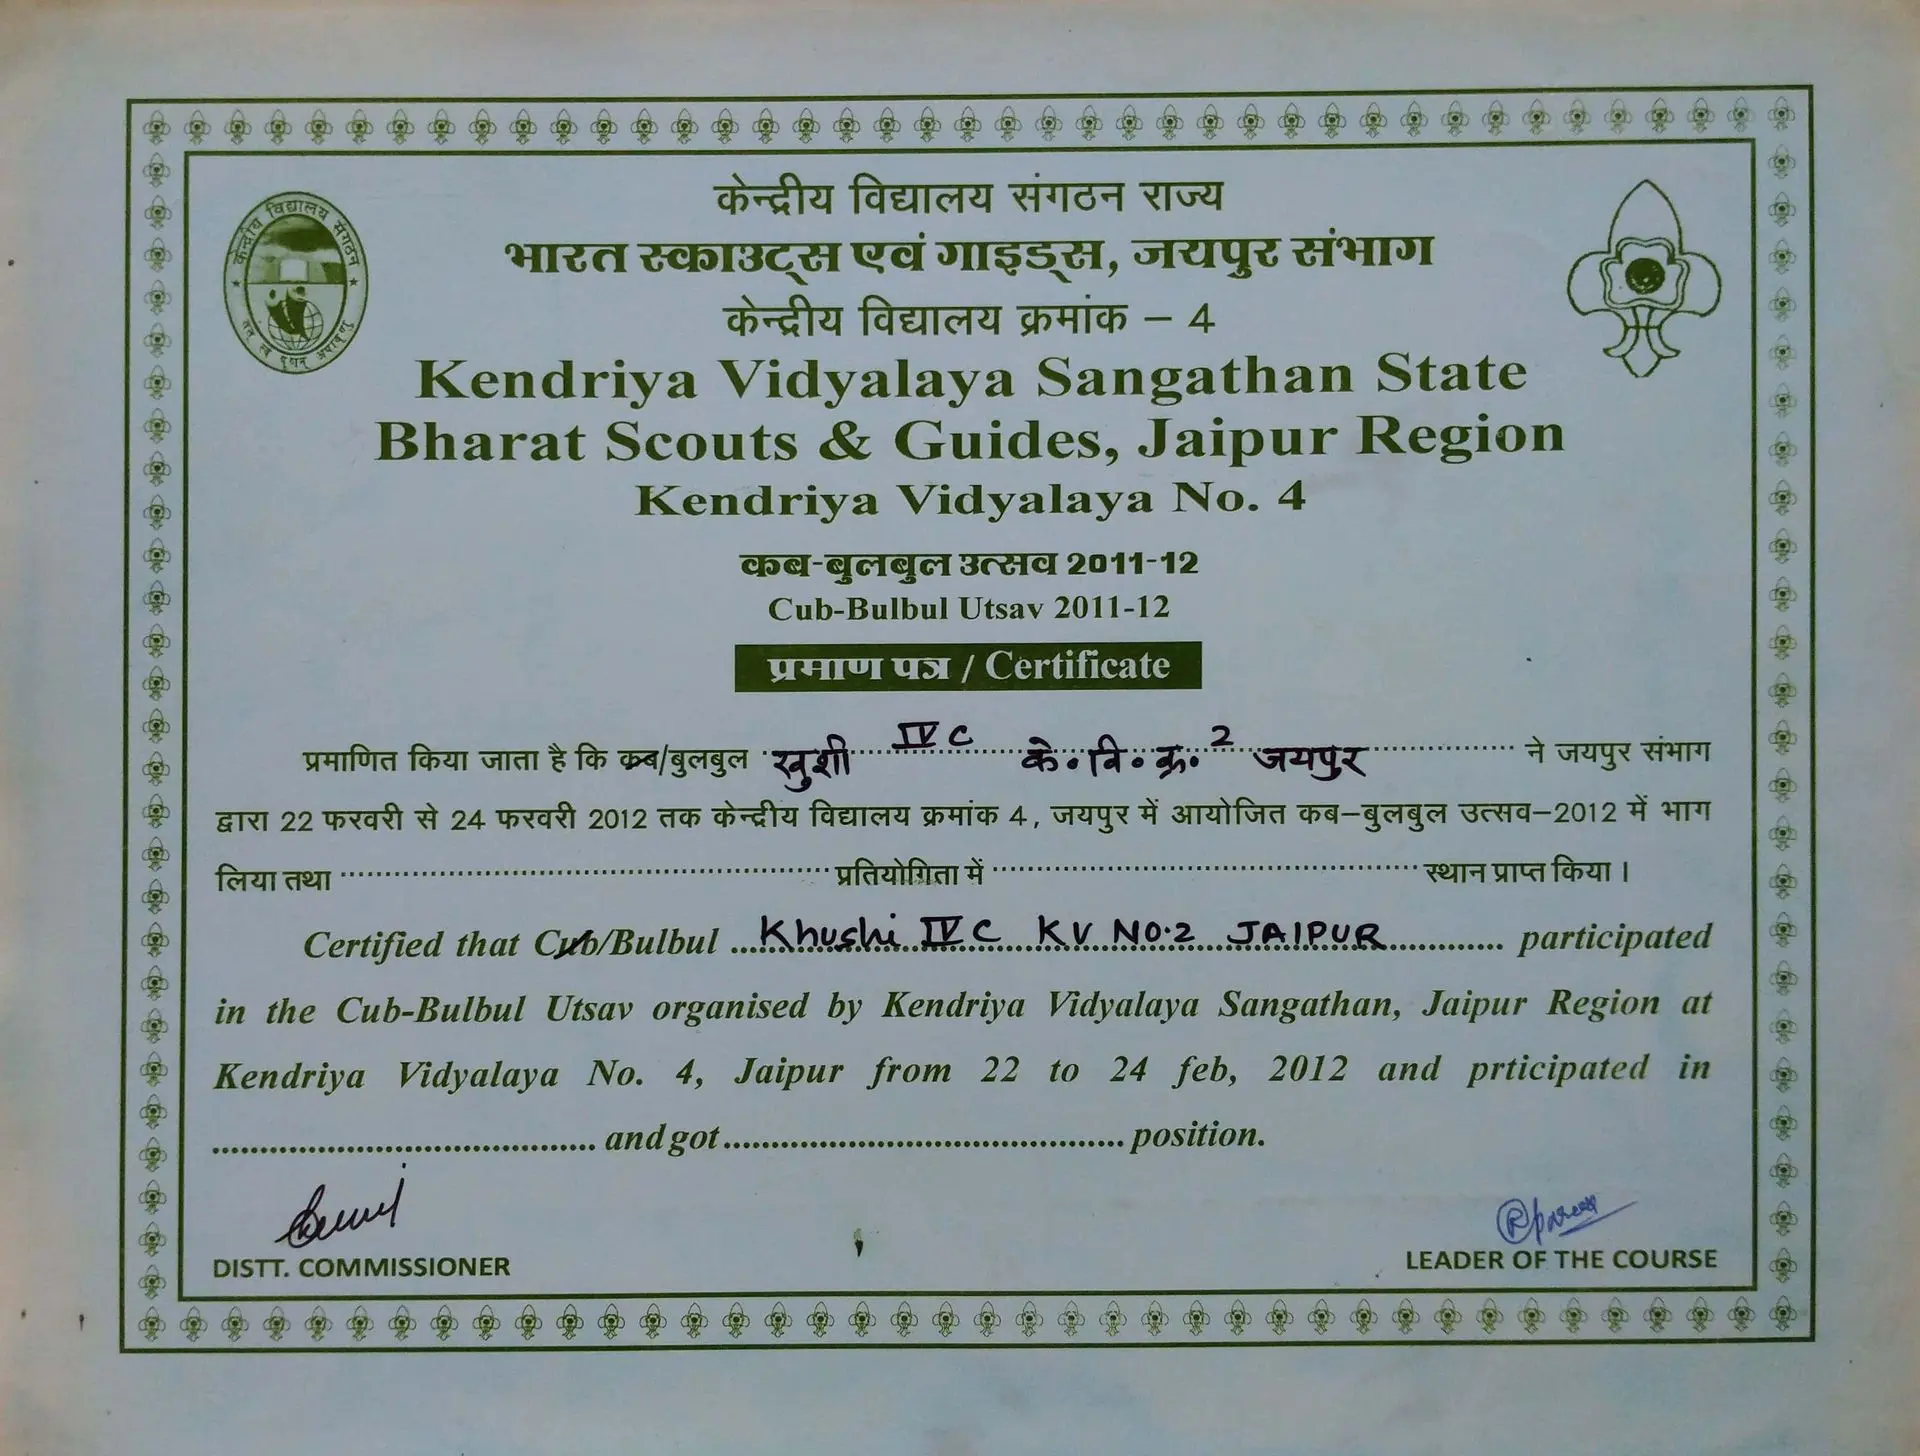 केन्द्रीय विद्यालय संगठन राज्य
भारत स्काउट्स एवं गाइड्स, जयपुर संभाग
केन्द्रीय विद्यालय क्रमांक – 4
केन्द्रीय विद्यालय संगठन
Kendriya Vidyalaya Sangathan State
Bharat Scouts & Guides, Jaipur Region
Kendriya Vidyalaya No. 4
कब-बुलबुल उत्सव 2011-12
Cub-Bulbul Utsav 2011-12
प्रमाण पत्र / Certificate
प्रमाणित किया जाता है कि कब/बुलबुल खुशी IV C के॰ वि॰ क्र॰ 2 जयपुर ने जयपुर संभाग
द्वारा 22 फरवरी से 24 फरवरी 2012 तक केन्द्रीय विद्यालय क्रमांक 4, जयपुर में आयोजित कब–बुलबुल उत्सव–2012 में भाग
लिया तथा .......... प्रतियोगिता में .......... स्थान प्राप्त किया ।
Certified that Cub/Bulbul ...Khushi IV C KV NO.2 JAIPUR............ participated
in the Cub-Bulbul Utsav organised by Kendriya Vidyalaya Sangathan, Jaipur Region at
Kendriya Vidyalaya No. 4, Jaipur from 22 to 24 feb, 2012 and prticipated in
.......... and got .......... position.
DISTT. COMMISSIONER
LEADER OF THE COURSE